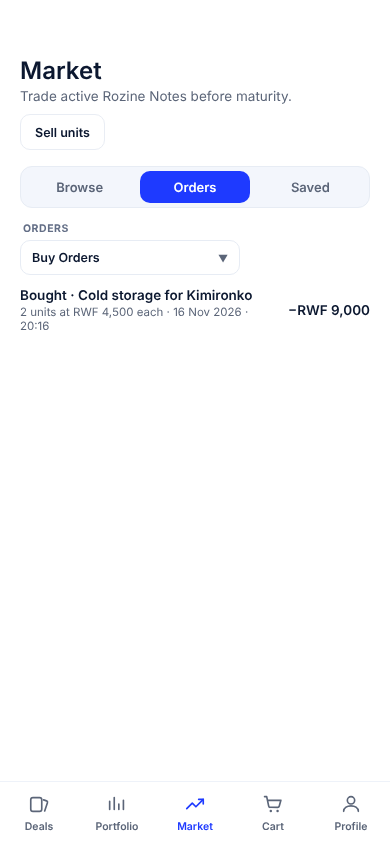 Market
Trade active Rozine Notes before maturity.
Sell units
Browse
Orders
Saved
ORDERS
Buy Orders
Bought · Cold storage for Kimironko
2 units at RWF 4,500 each · 16 Nov 2026 ·
20:16
−RWF 9,000
Deals
Portfolio
Market
Cart
Profile